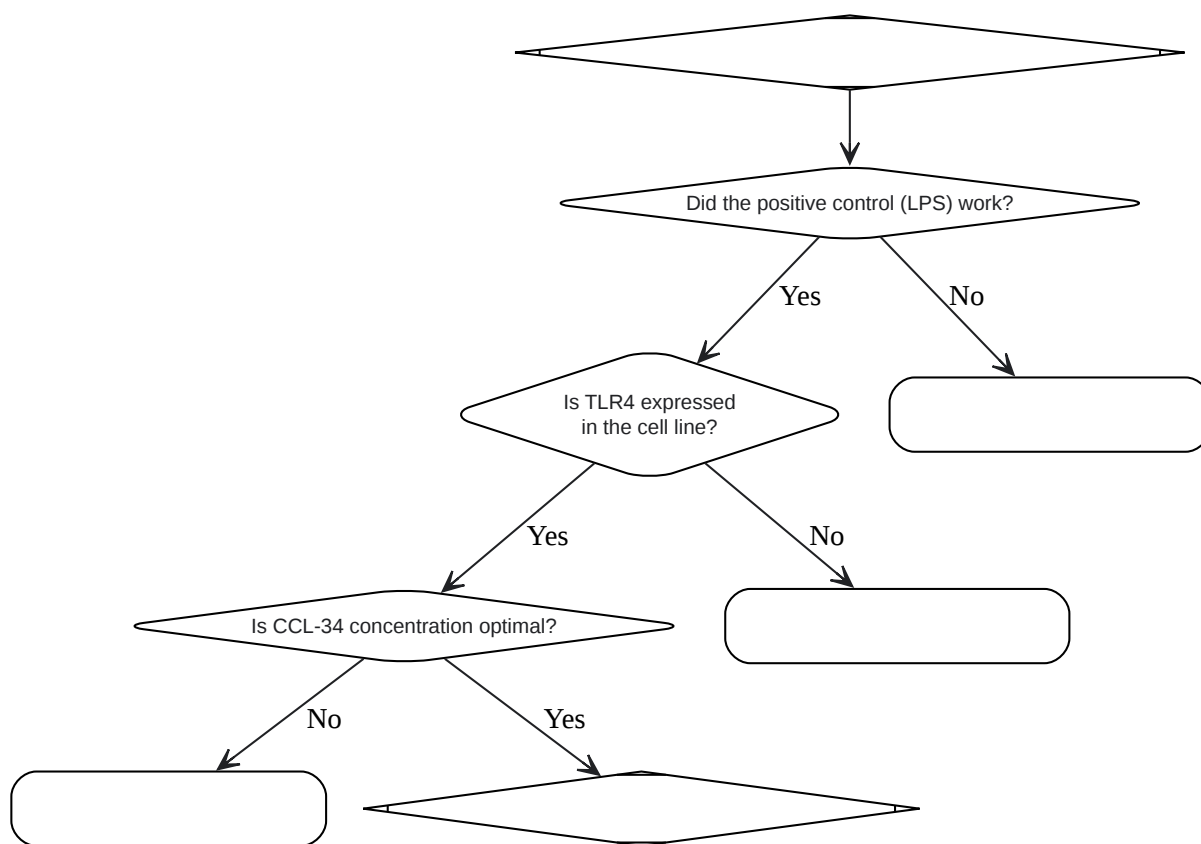 Did the positive control (LPS) work?
Yes
No
Is TLR4 expressed
in the cell line?
Yes
No
Is CCL-34 concentration optimal?
No
Yes